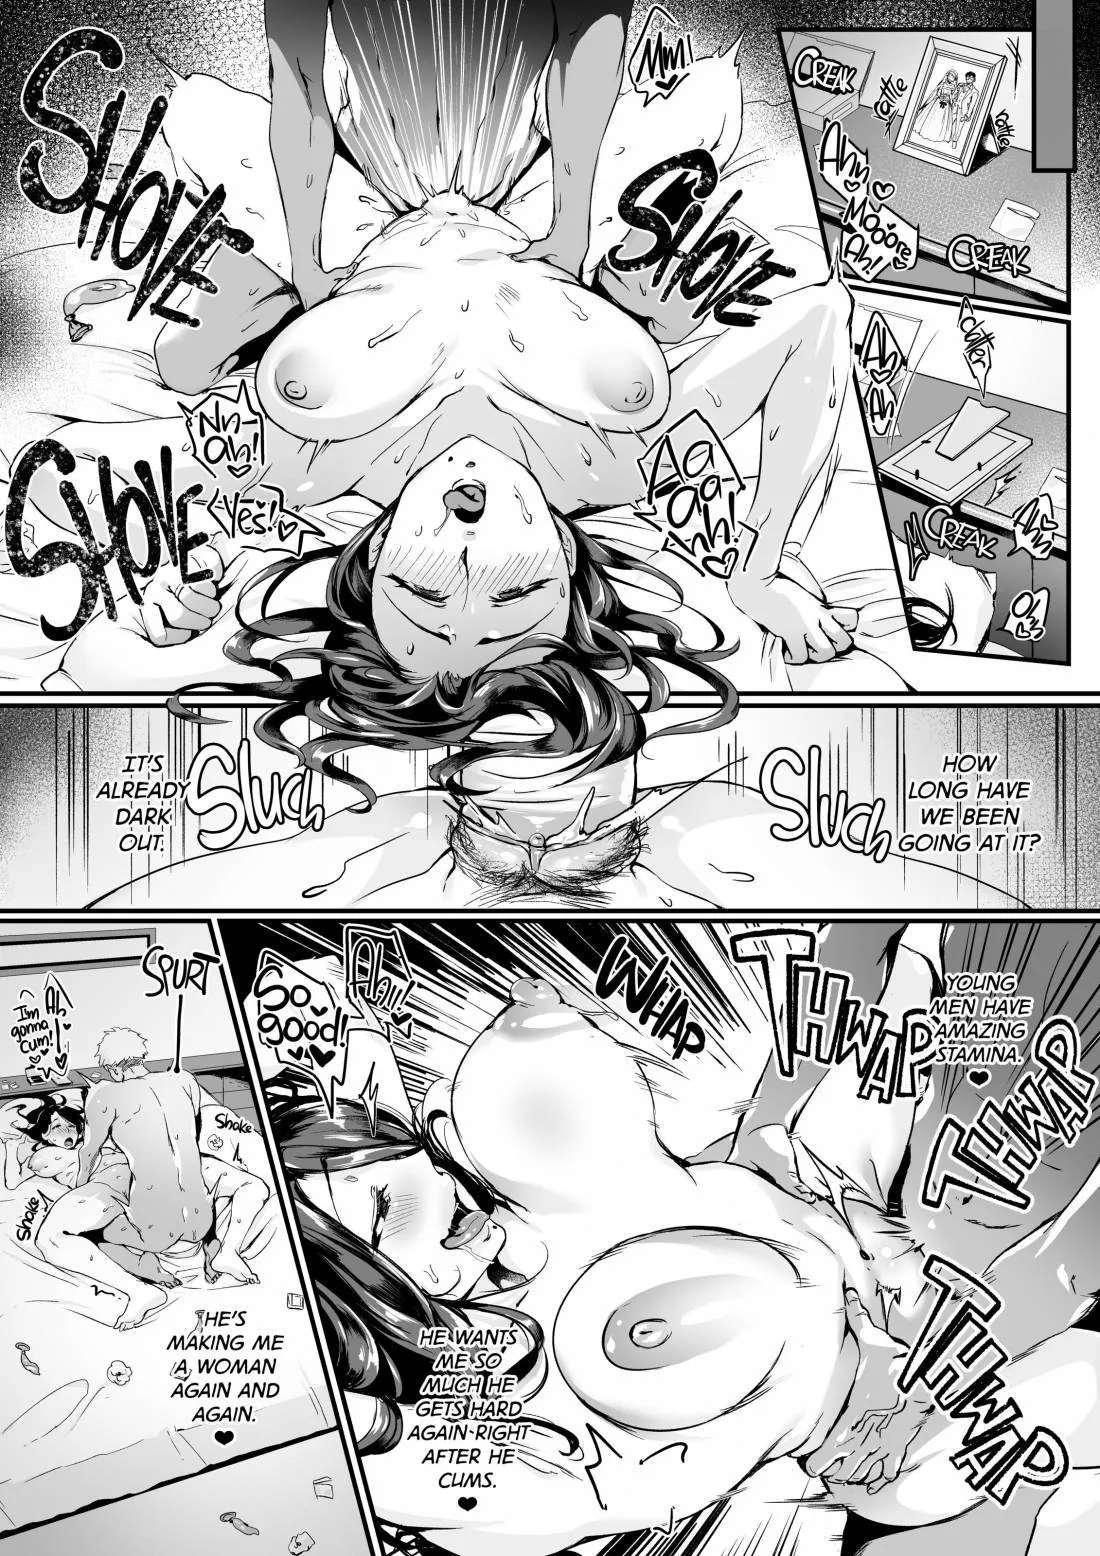 CREAK
rattle
rattle
Ahh
Mooore
Ah!
CREAK
clatter
Ah!
Ah
CREAK
Ah
Oh
Mm!
SHOVE
SHOVE
Nn-
Ah!
Yes!
Aa
aa
hh!
SHOVE
HOW
LONG HAVE
WE BEEN
GOING AT IT?
Sluch
Sluch
IT'S
ALREADY
DARK
OUT.
YOUNG
MEN HAVE
AMAZING
STAMINA.
THWAP
THWAP
THWAP
WHAP
Ahh!
So
good!
HE WANTS
ME SO
MUCH HE
GETS HARD
AGAIN RIGHT
AFTER HE
CUMS.
SPURT
Ah
I'm
gonna
cum!
Shake
Shake
HE'S
MAKING ME
A WOMAN
AGAIN AND
AGAIN.